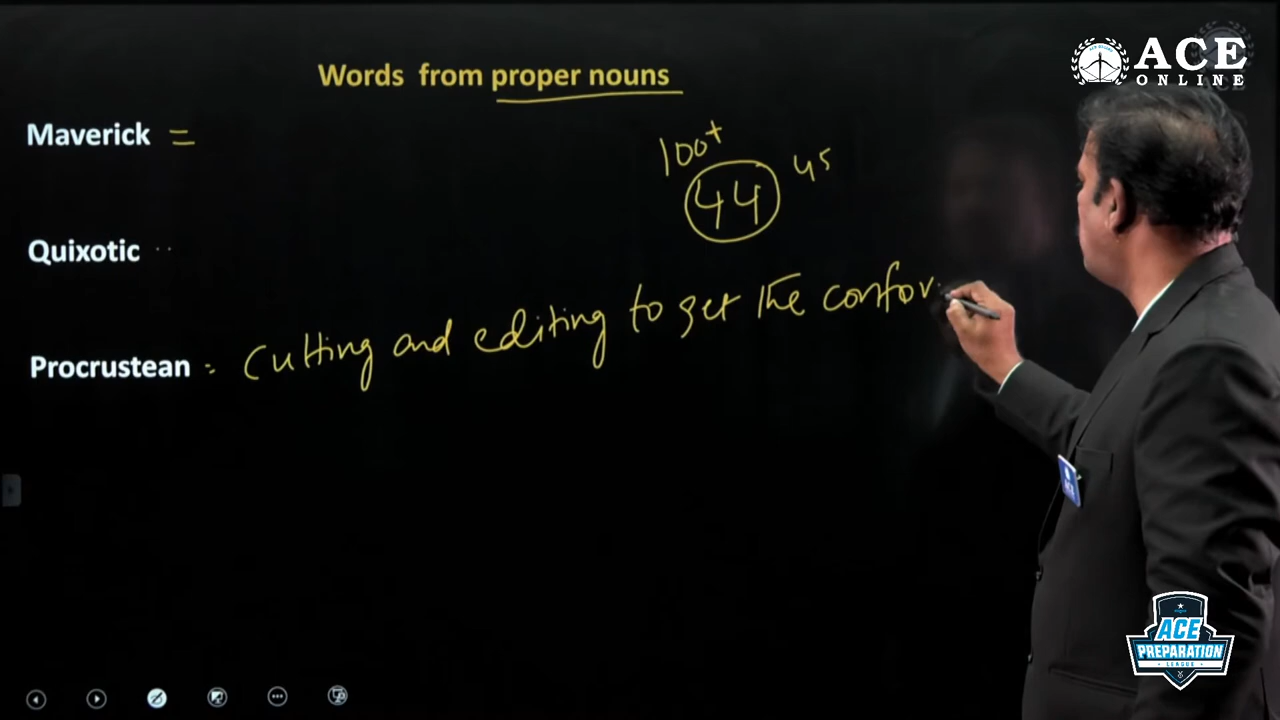 ACE
ONLINE
Words from proper nouns
Maverick =
100+
44 45
Quixotic ..
Procrustean : Cutting and editing to get the confor
ACE
PREPARATION
LEAGUE